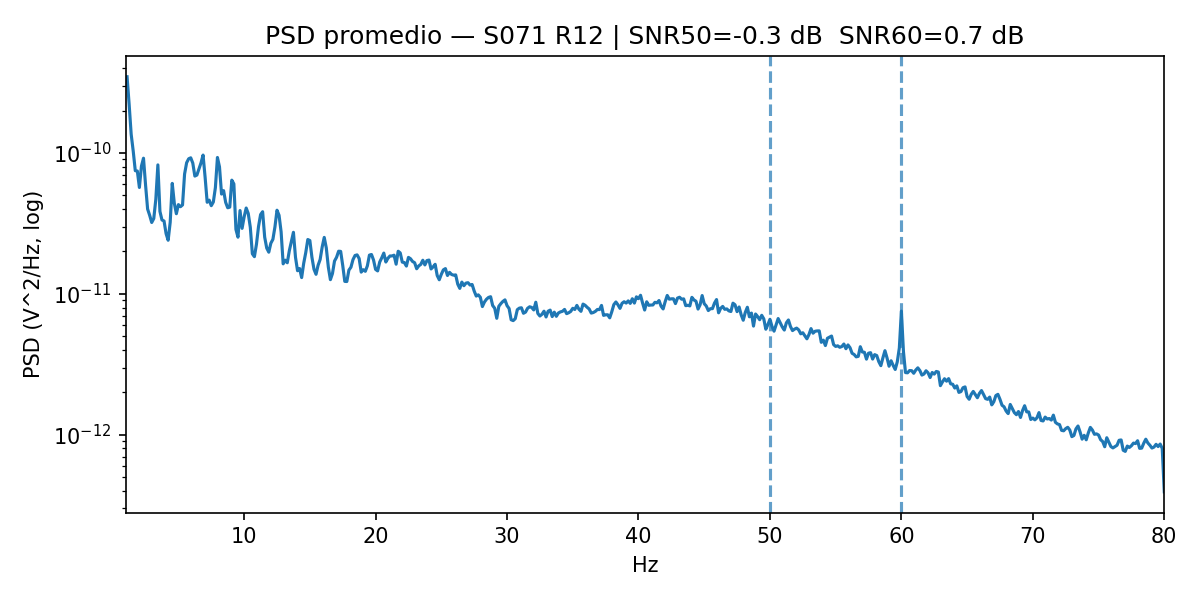 PSD promedio — S071 R12 | SNR50=-0.3 dB  SNR60=0.7 dB
PSD (V^2/Hz, log)
10⁻¹⁰
10⁻¹¹
10⁻¹²
10 20 30 40 50 60 70 80
Hz